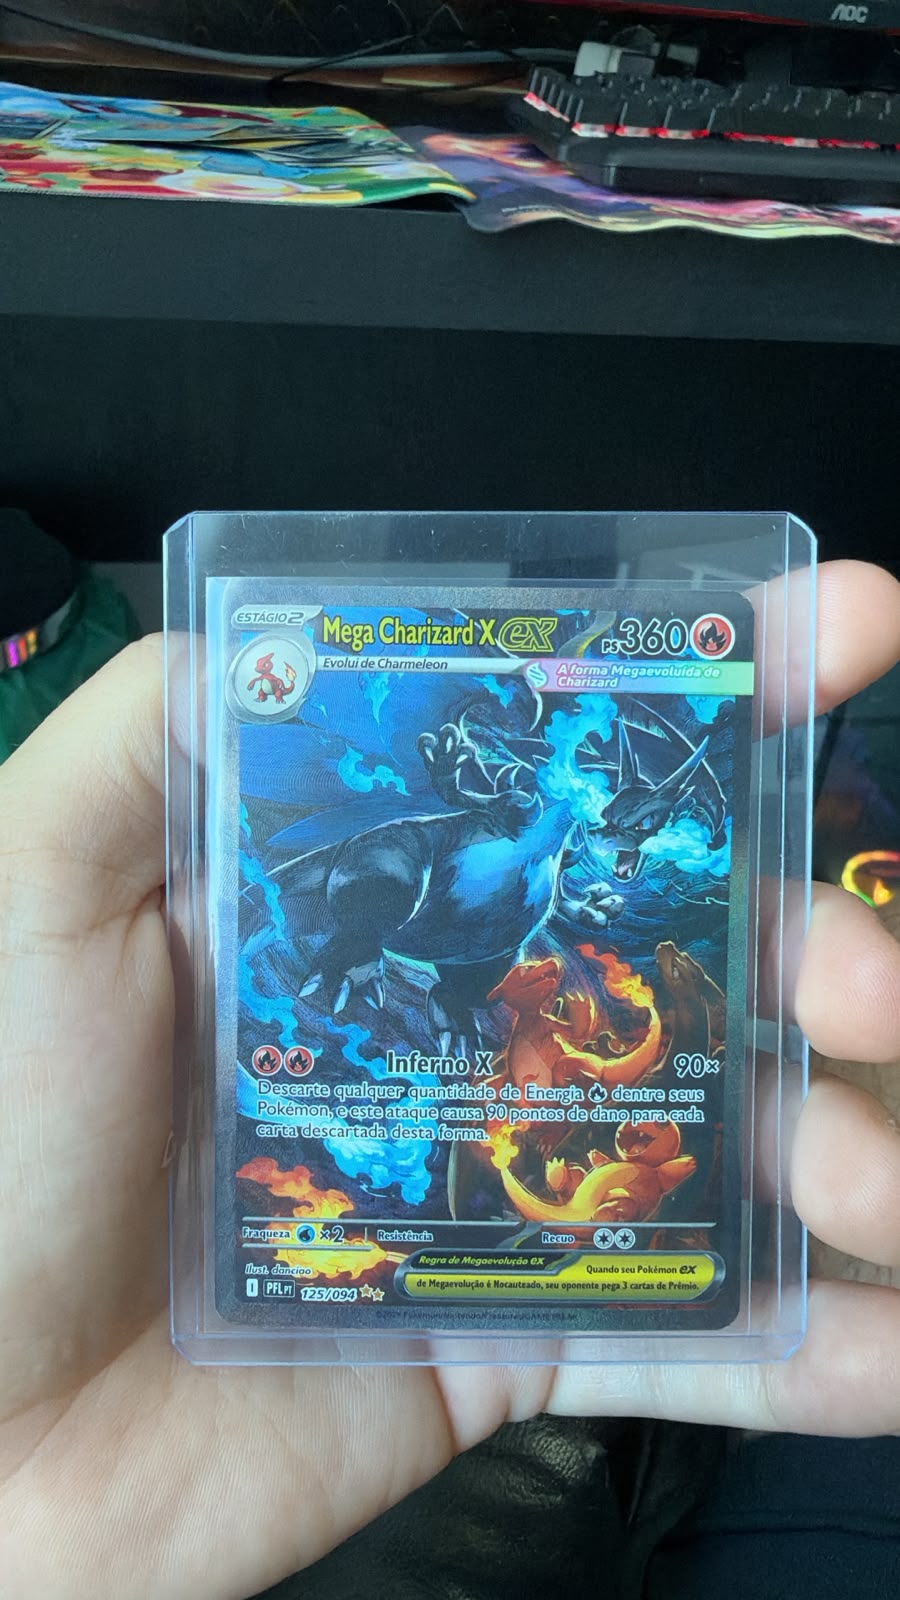 AOC
ESTÁGIO 2
Mega Charizard X ex
PS 360
Evolui de Charmeleon
A forma Megaevoluída de
Charizard
Inferno X 90×
Descarte qualquer quantidade de Energia dentre seus
Pokémon, e este ataque causa 90 pontos de dano para cada
carta descartada desta forma.
Fraqueza ×2 Resistência Recuo
Ilust. danciao
I PFL PT 125/094
Regra de Megaevolução ex Quando seu Pokémon ex
de Megaevolução é Nocauteado, seu oponente pega 3 cartas de Prêmio.